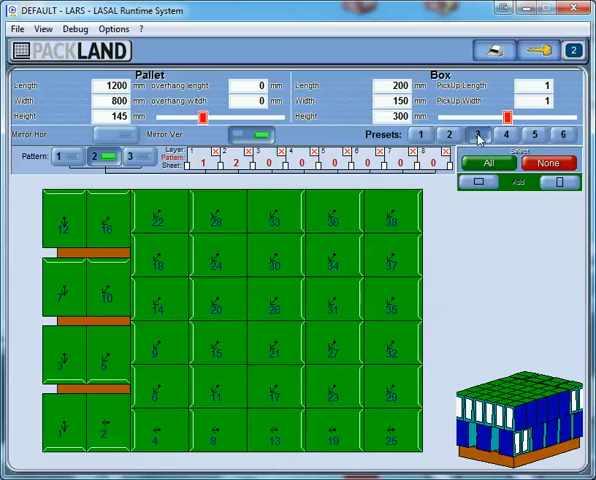 DEFAULT - LARS - LASAL Runtime System
File View Debug Options ?
PACKLAND
2
Pallet
Length 1200 mm overhang lenght 0 mm
Width 800 mm overhang witdh 0 mm
Height 145 mm
Box
Length 200 mm PickUp Length 1
Width 150 mm PickUp Width 1
Height 300 mm
Mirror Hor Mirror Ver
Presets: 1 2 3 4 5 6
Pattern: 1 2 3
Layer: 1 2 3 4 5 6 7 8
Pattern: 1 2 0 0 0 0 0 0
Sheet:
Select
All None
Add
12 16 22 28 33 36 38
18 24 30 34 37
7 10 14 20 26 31 35
3 5 9 15 21 27 32
6 11 17 23 29
1 2 4 8 13 19 25